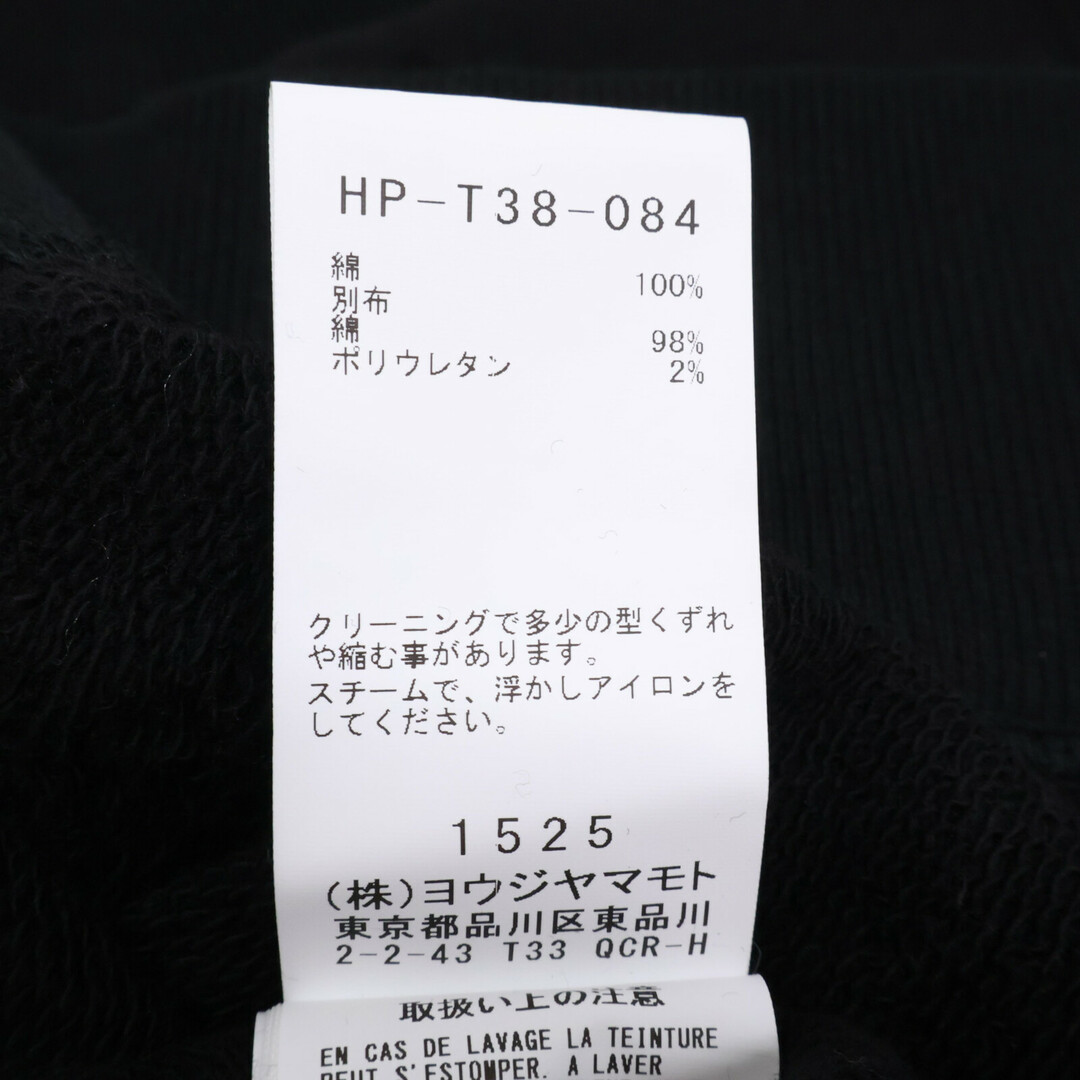 HP-T38-084
綿 100%
別布
綿 98%
ポリウレタン 2%
クリーニングで多少の型くずれ
や縮む事があります。
スチームで、浮かしアイロンを
してください。
1525
(株)ヨウジヤマモト
東京都品川区東品川
2-2-43 T33 QCR-H
取扱い上の注意
EN CAS DE LAVAGE LA TEINTURE
PEUT S'ESTOMPER. A LAVER